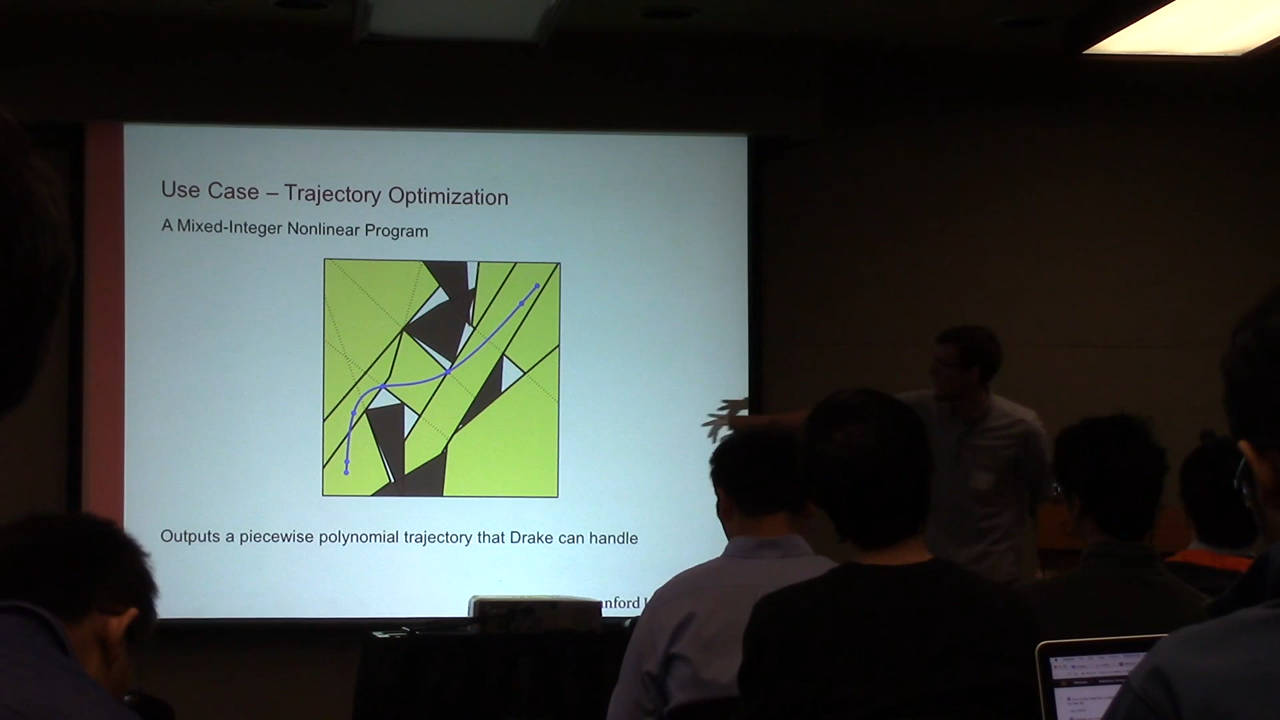 Use Case – Trajectory Optimization
A Mixed-Integer Nonlinear Program
Outputs a piecewise polynomial trajectory that Drake can handle